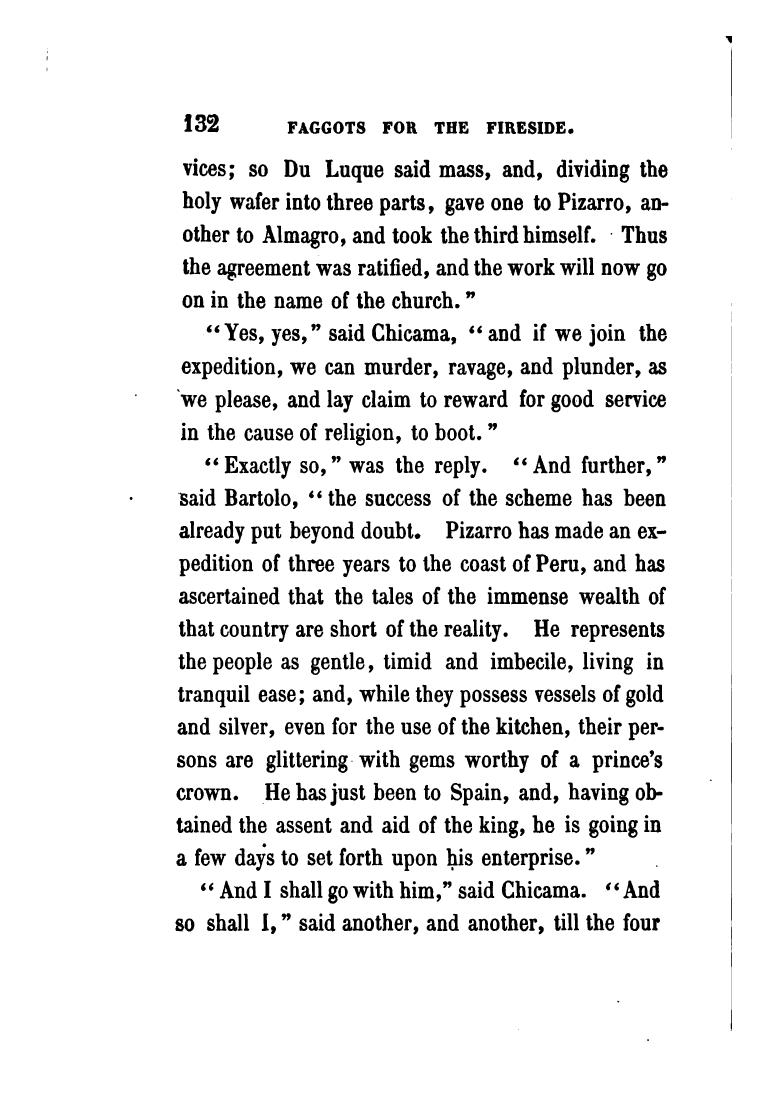 132 FAGGOTS FOR THE FIRESIDE.
vices; so Du Luque said mass, and, dividing the
holy wafer into three parts, gave one to Pizarro, an-
other to Almagro, and took the third himself. Thus
the agreement was ratified, and the work will now go
on in the name of the church.”
“Yes, yes,” said Chicama, “and if we join the
expedition, we can murder, ravage, and plunder, as
we please, and lay claim to reward for good service
in the cause of religion, to boot.”
“Exactly so,” was the reply. “And further,”
said Bartolo, “the success of the scheme has been
already put beyond doubt. Pizarro has made an ex-
pedition of three years to the coast of Peru, and has
ascertained that the tales of the immense wealth of
that country are short of the reality. He represents
the people as gentle, timid and imbecile, living in
tranquil ease; and, while they possess vessels of gold
and silver, even for the use of the kitchen, their per-
sons are glittering with gems worthy of a prince’s
crown. He has just been to Spain, and, having ob-
tained the assent and aid of the king, he is going in
a few days to set forth upon his enterprise.”
“And I shall go with him,” said Chicama. “And
so shall I,” said another, and another, till the four